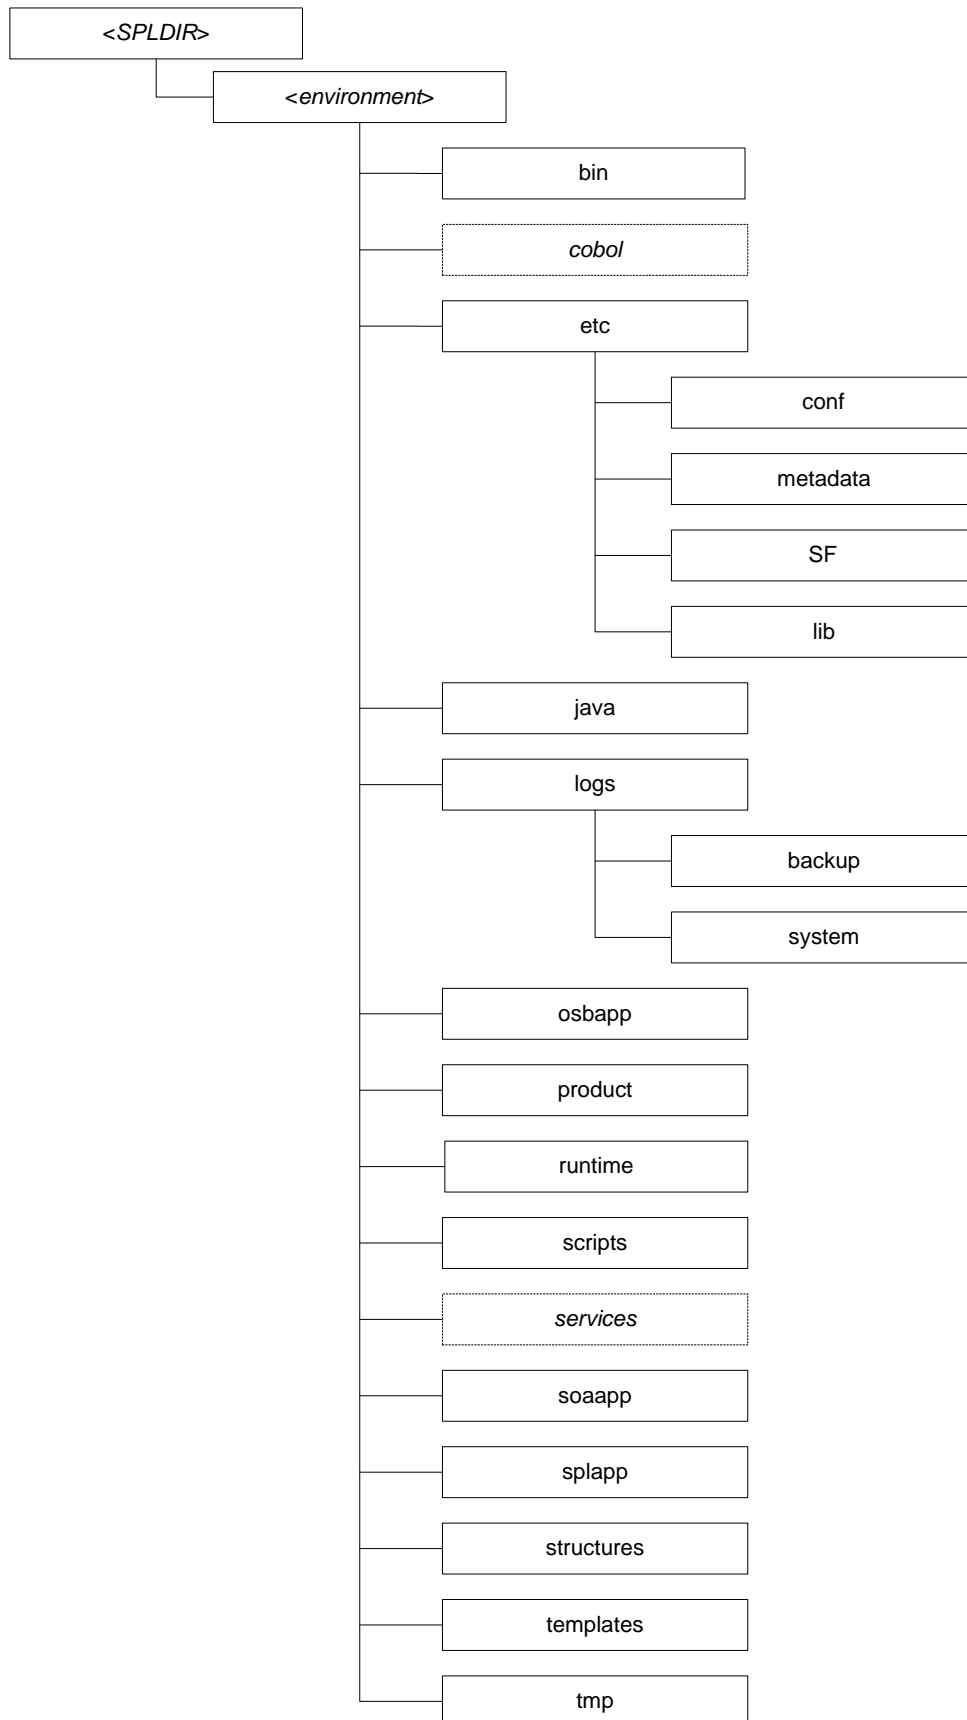 <SPLDIR>
<environment>
bin
cobol
etc
conf
metadata
SF
lib
java
logs
backup
system
osbapp
product
runtime
scripts
services
soaapp
splapp
structures
templates
tmp